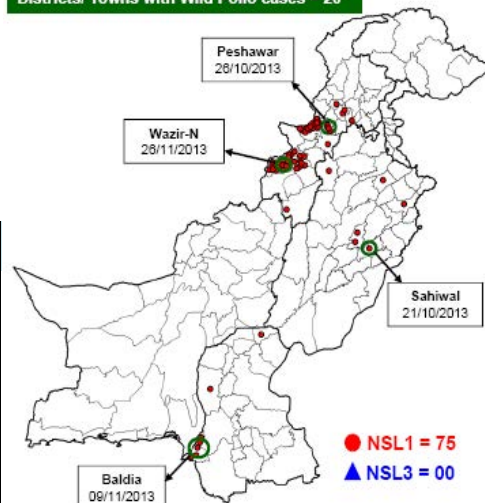 Districts/ Towns with Wild Polio cases = 20
Peshawar
26/10/2013
Wazir-N
26/11/2013
Sahiwal
21/10/2013
NSL1 = 75
NSL3 = 00
Baldia
09/11/2013